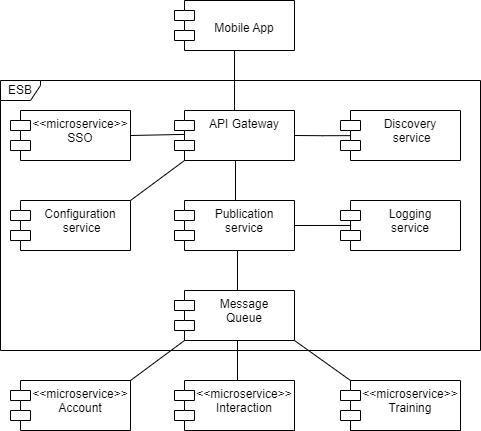 Mobile App
ESB
<<microservice>>
SSO
API Gateway
Discovery
service
Configuration
service
Publication
service
Logging
service
Message
Queue
<<microservice>>
Account
<<microservice>>
Interaction
<<microservice>>
Training